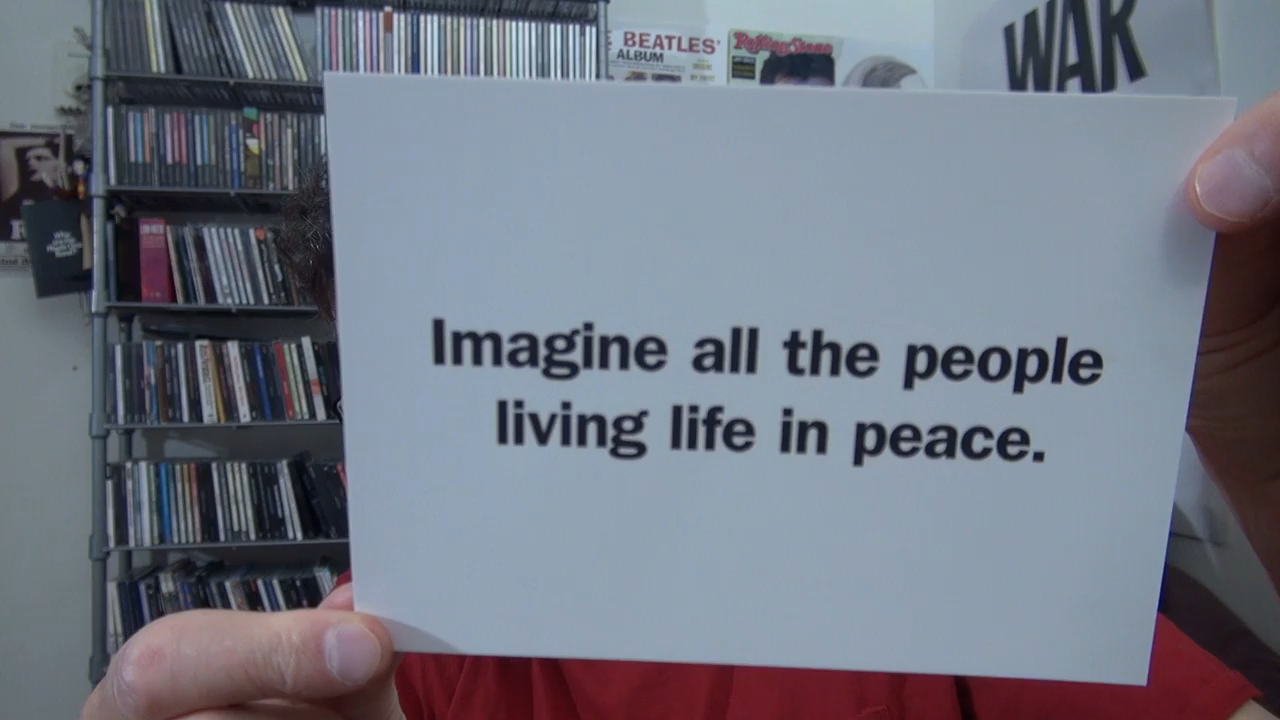 BEATLES'
ALBUM
Rolling Stone
WAR
Imagine all the people
living life in peace.